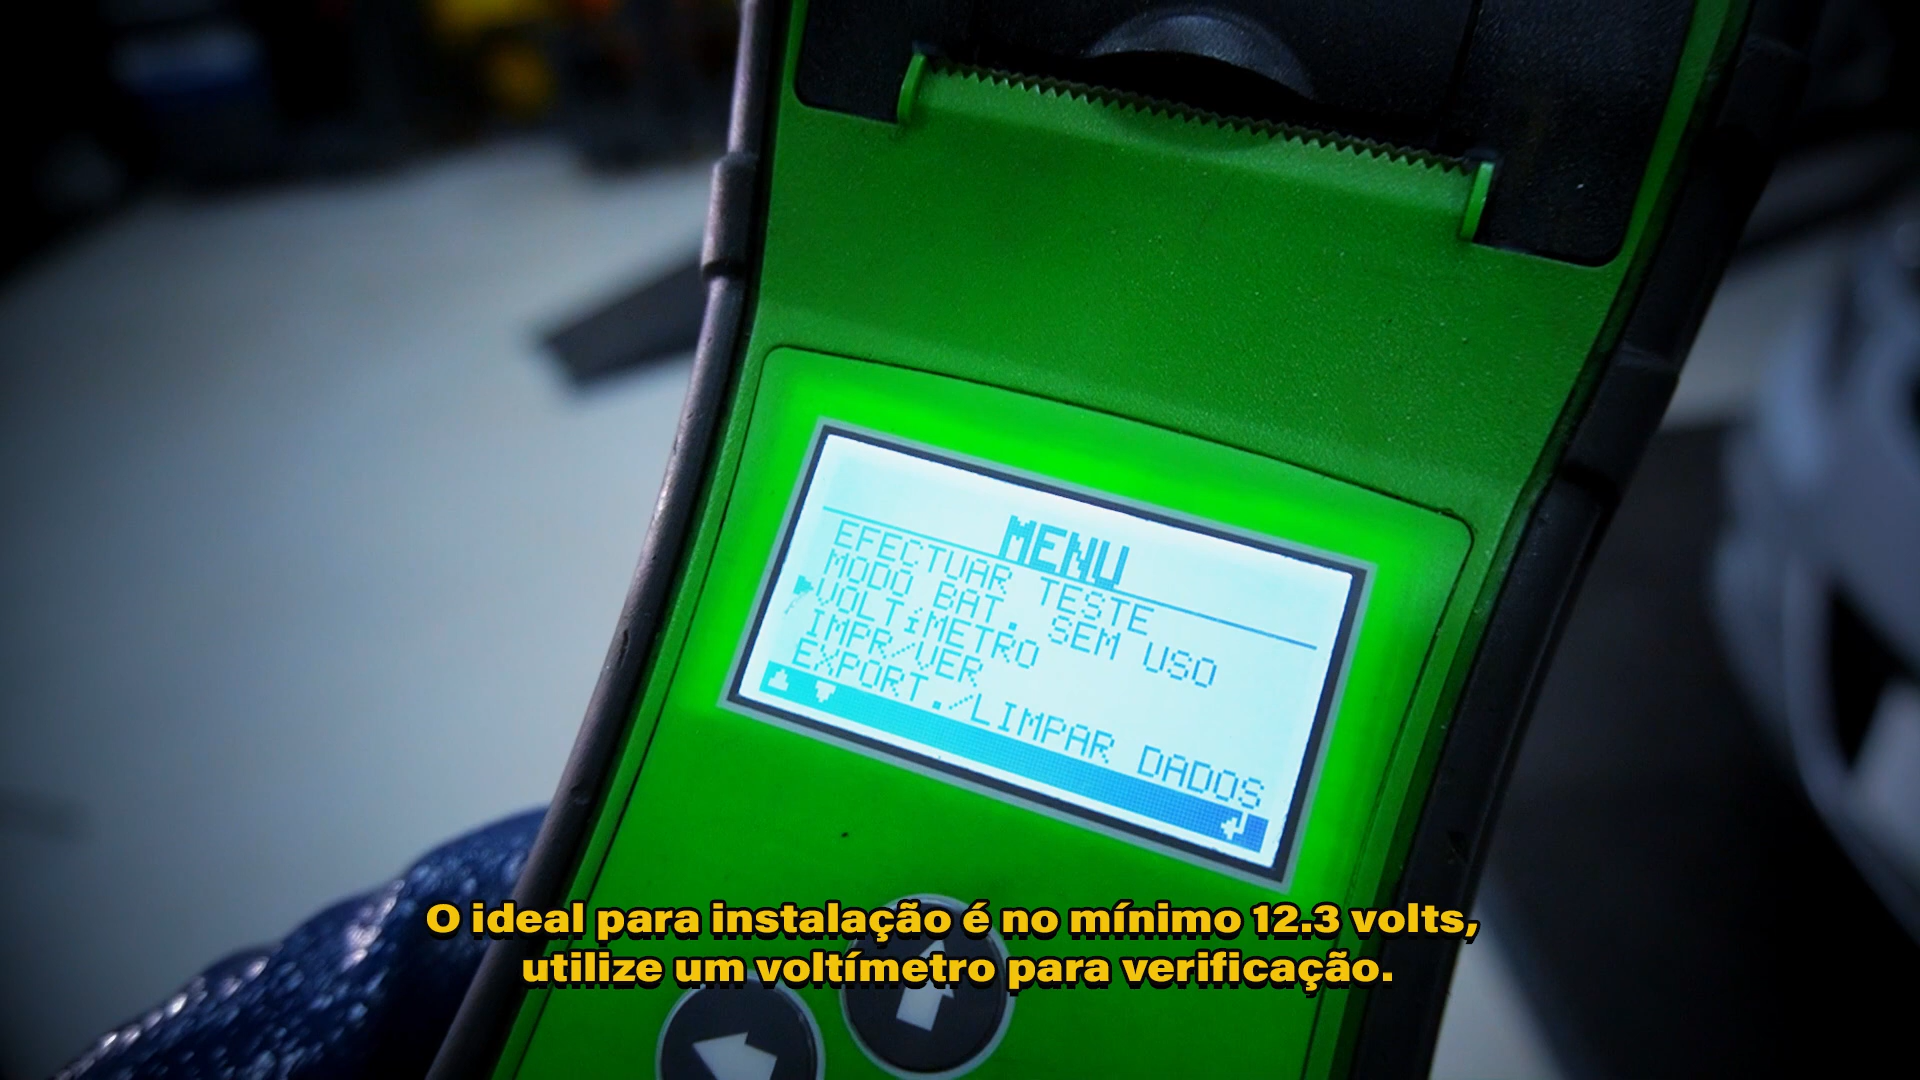 MENU
EFECTUAR TESTE
MODO BAT. SEM USO
VOLTíMETRO
IMPR/VER
EXPORT./LIMPAR DADOS
O ideal para instalação é no mínimo 12.3 volts,
utilize um voltímetro para verificação.